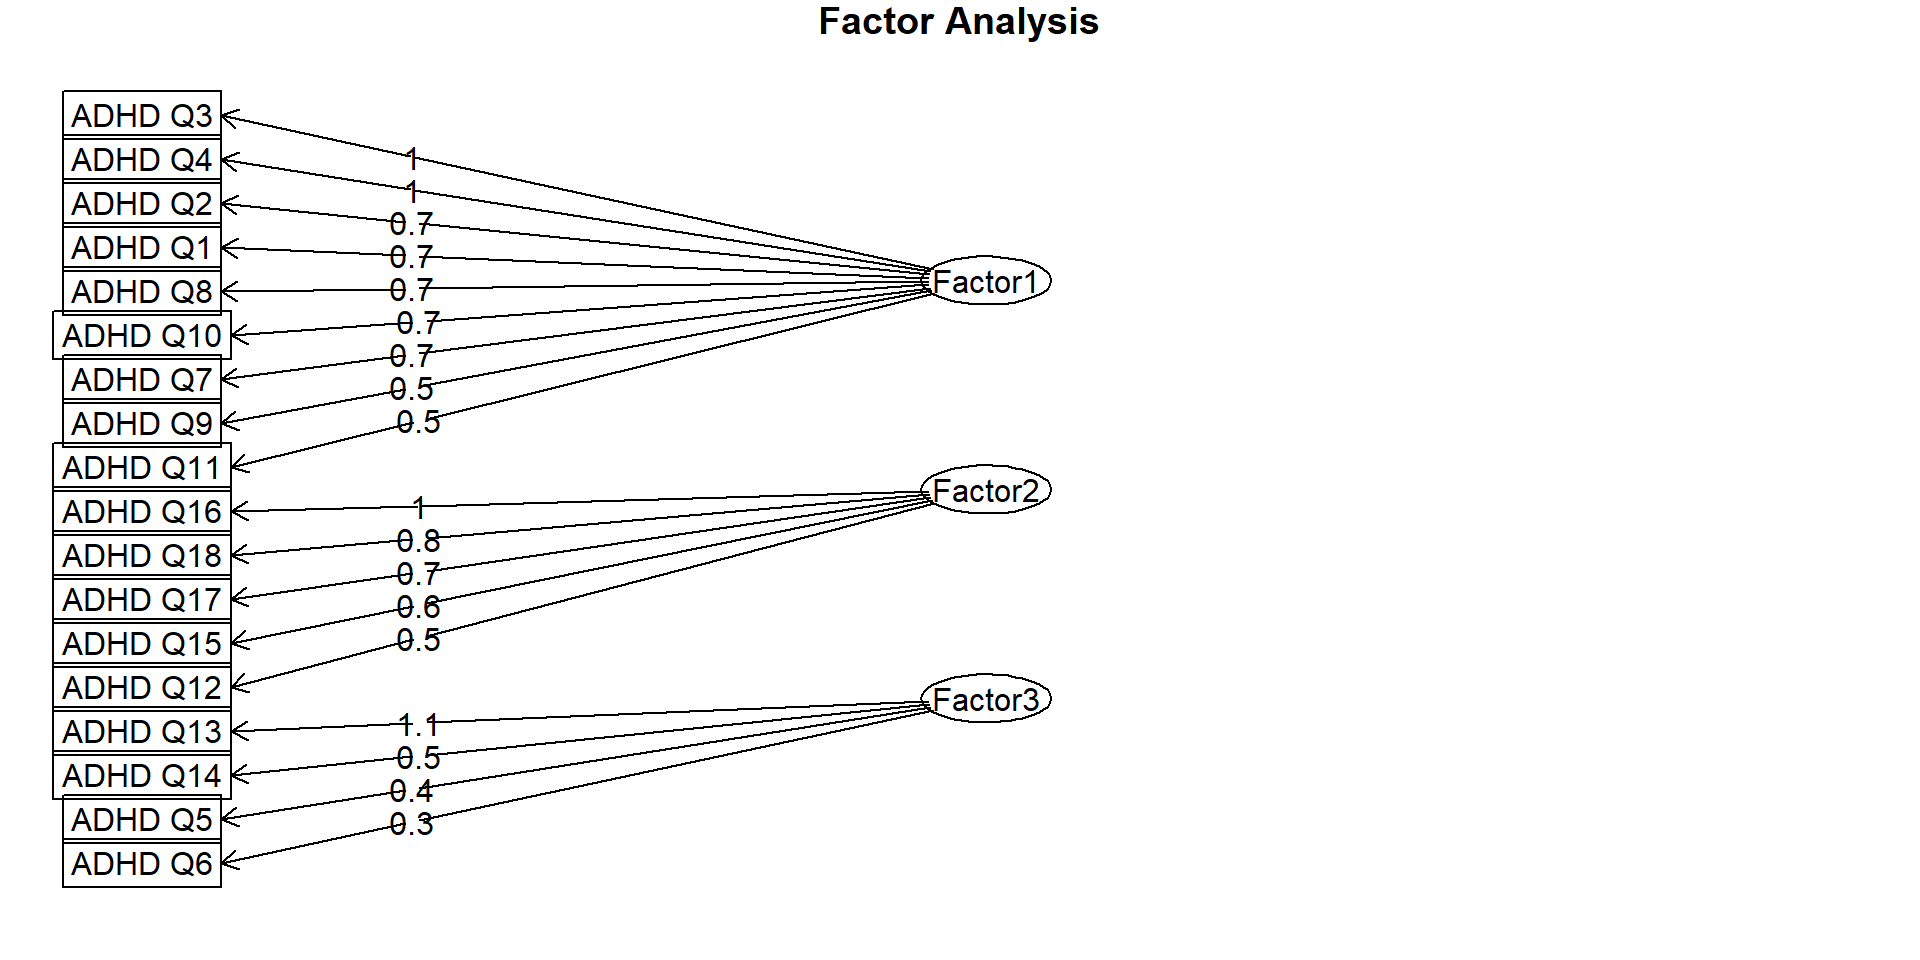 Factor Analysis
ADHD Q3
ADHD Q4
ADHD Q2
ADHD Q1
ADHD Q8
ADHD Q10
ADHD Q7
ADHD Q9
ADHD Q11
ADHD Q16
ADHD Q18
ADHD Q17
ADHD Q15
ADHD Q12
ADHD Q13
ADHD Q14
ADHD Q5
ADHD Q6
1
1
0.7
0.7
0.7
0.7
0.7
0.5
0.5
1
0.8
0.7
0.6
0.5
1.1
0.5
0.4
0.3
Factor1
Factor2
Factor3